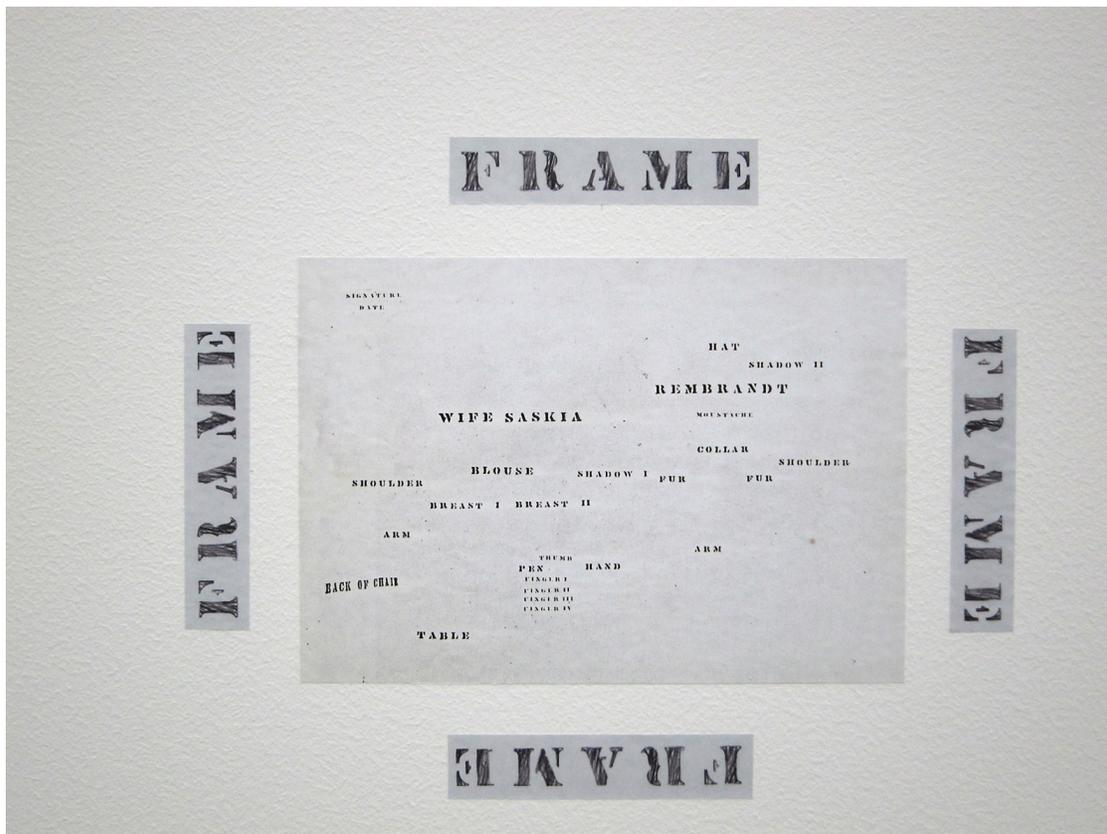 FRAME
FRAME
SIGNATURE
DATE
HAT
SHADOW II
REMBRANDT
MOUSTACHE
WIFE SASKIA
COLLAR
SHOULDER
BLOUSE
SHADOW I
FUR
FUR
SHOULDER
BREAST I BREAST II
ARM
ARM
THUMB
PEN
HAND
FINGER I
FINGER II
FINGER III
FINGER IV
BACK OF CHAIR
TABLE
FRAME
FRAME